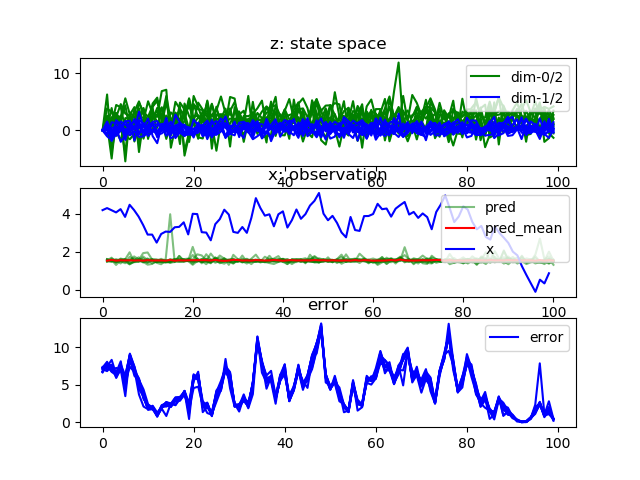 z: state space
10
0
dim-0/2
dim-1/2
0 20 40 60 80 100
x: observation
4
2
0
pred
pred_mean
x
0 20 40 60 80 100
error
10
5
0
error
0 20 40 60 80 100